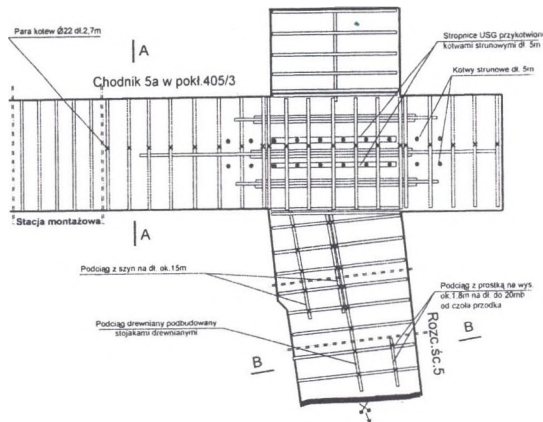 Para kotew Ø22 dł.2,7m
A
Chodnik 5a w pokł.405/3
Stropnice USG przykotwione
kotwami strunowymi dł. 5m
Kotwy strunowe dł. 5m
Stacja montażowa
A
Podciąg z szyn na dł. ok.15m
Podciąg drewniany podbudowany
stojakami drewnianymi
Podciąg z prostką na wys.
ok.1,8m na dł. do 20mb
od czoła przodka
Rozc.śc.5
B
B